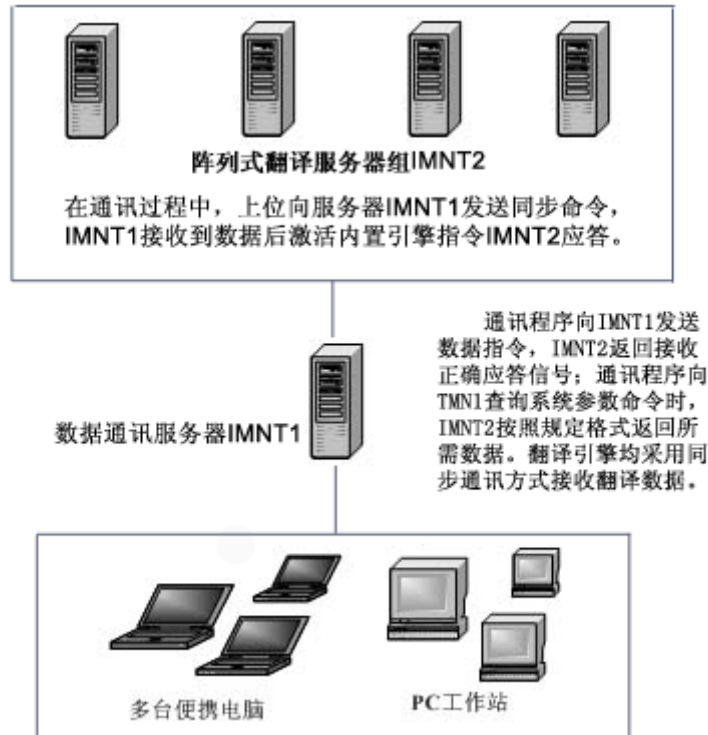 阵列式翻译服务器组IMNT2
在通讯过程中，上位向服务器IMNT1发送同步命令，
IMNT1接收到数据后激活内置引擎指令IMNT2应答。
通讯程序向IMNT1发送
数据指令，IMNT2返回接收
正确应答信号；通讯程序向
TMN1查询系统参数命令时，
IMNT2按照规定格式返回所
需数据。翻译引擎均采用同
步通讯方式接收翻译数据。
数据通讯服务器IMNT1
多台便携电脑
PC工作站